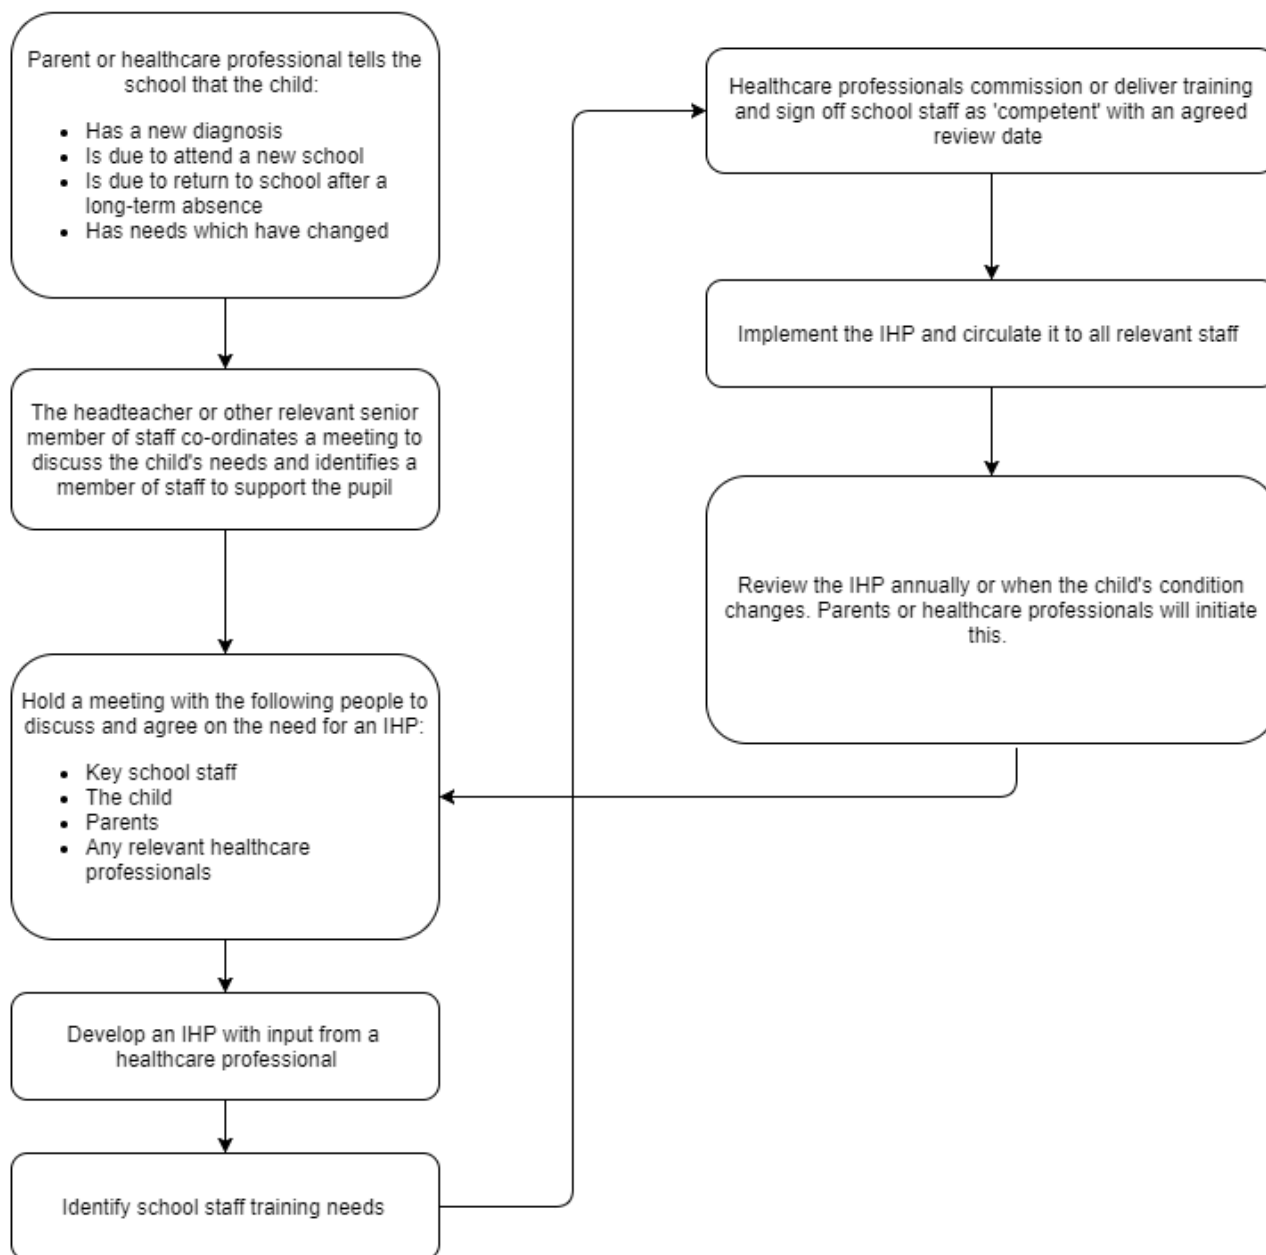 Parent or healthcare professional tells the
school that the child:
• Has a new diagnosis
• Is due to attend a new school
• Is due to return to school after a
long-term absence
• Has needs which have changed
The headteacher or other relevant senior
member of staff co-ordinates a meeting to
discuss the child's needs and identifies a
member of staff to support the pupil
Hold a meeting with the following people to
discuss and agree on the need for an IHP:
• Key school staff
• The child
• Parents
• Any relevant healthcare
professionals
Develop an IHP with input from a
healthcare professional
Identify school staff training needs
Healthcare professionals commission or deliver training
and sign off school staff as 'competent' with an agreed
review date
Implement the IHP and circulate it to all relevant staff
Review the IHP annually or when the child's condition
changes. Parents or healthcare professionals will initiate
this.